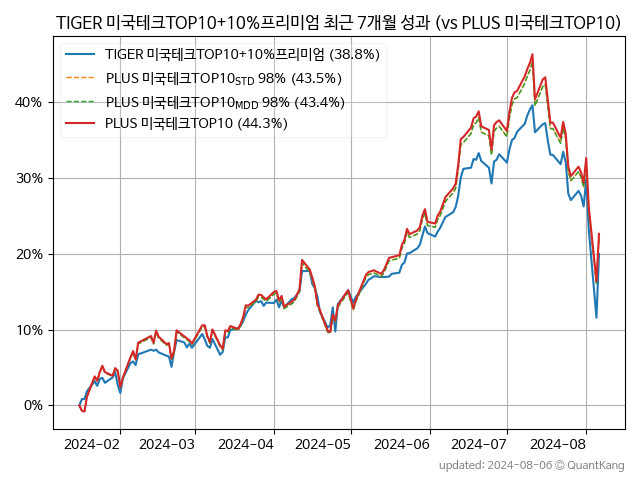 TIGER 미국테크TOP10+10%프리미엄 최근 7개월 성과 (vs PLUS 미국테크TOP10)
TIGER 미국테크TOP10+10%프리미엄 (38.8%)
PLUS 미국테크TOP10STD 98% (43.5%)
PLUS 미국테크TOP10MDD 98% (43.4%)
PLUS 미국테크TOP10 (44.3%)
40%
30%
20%
10%
0%
2024-02
2024-03
2024-04
2024-05
2024-06
2024-07
2024-08
updated: 2024-08-06 © QuantKang